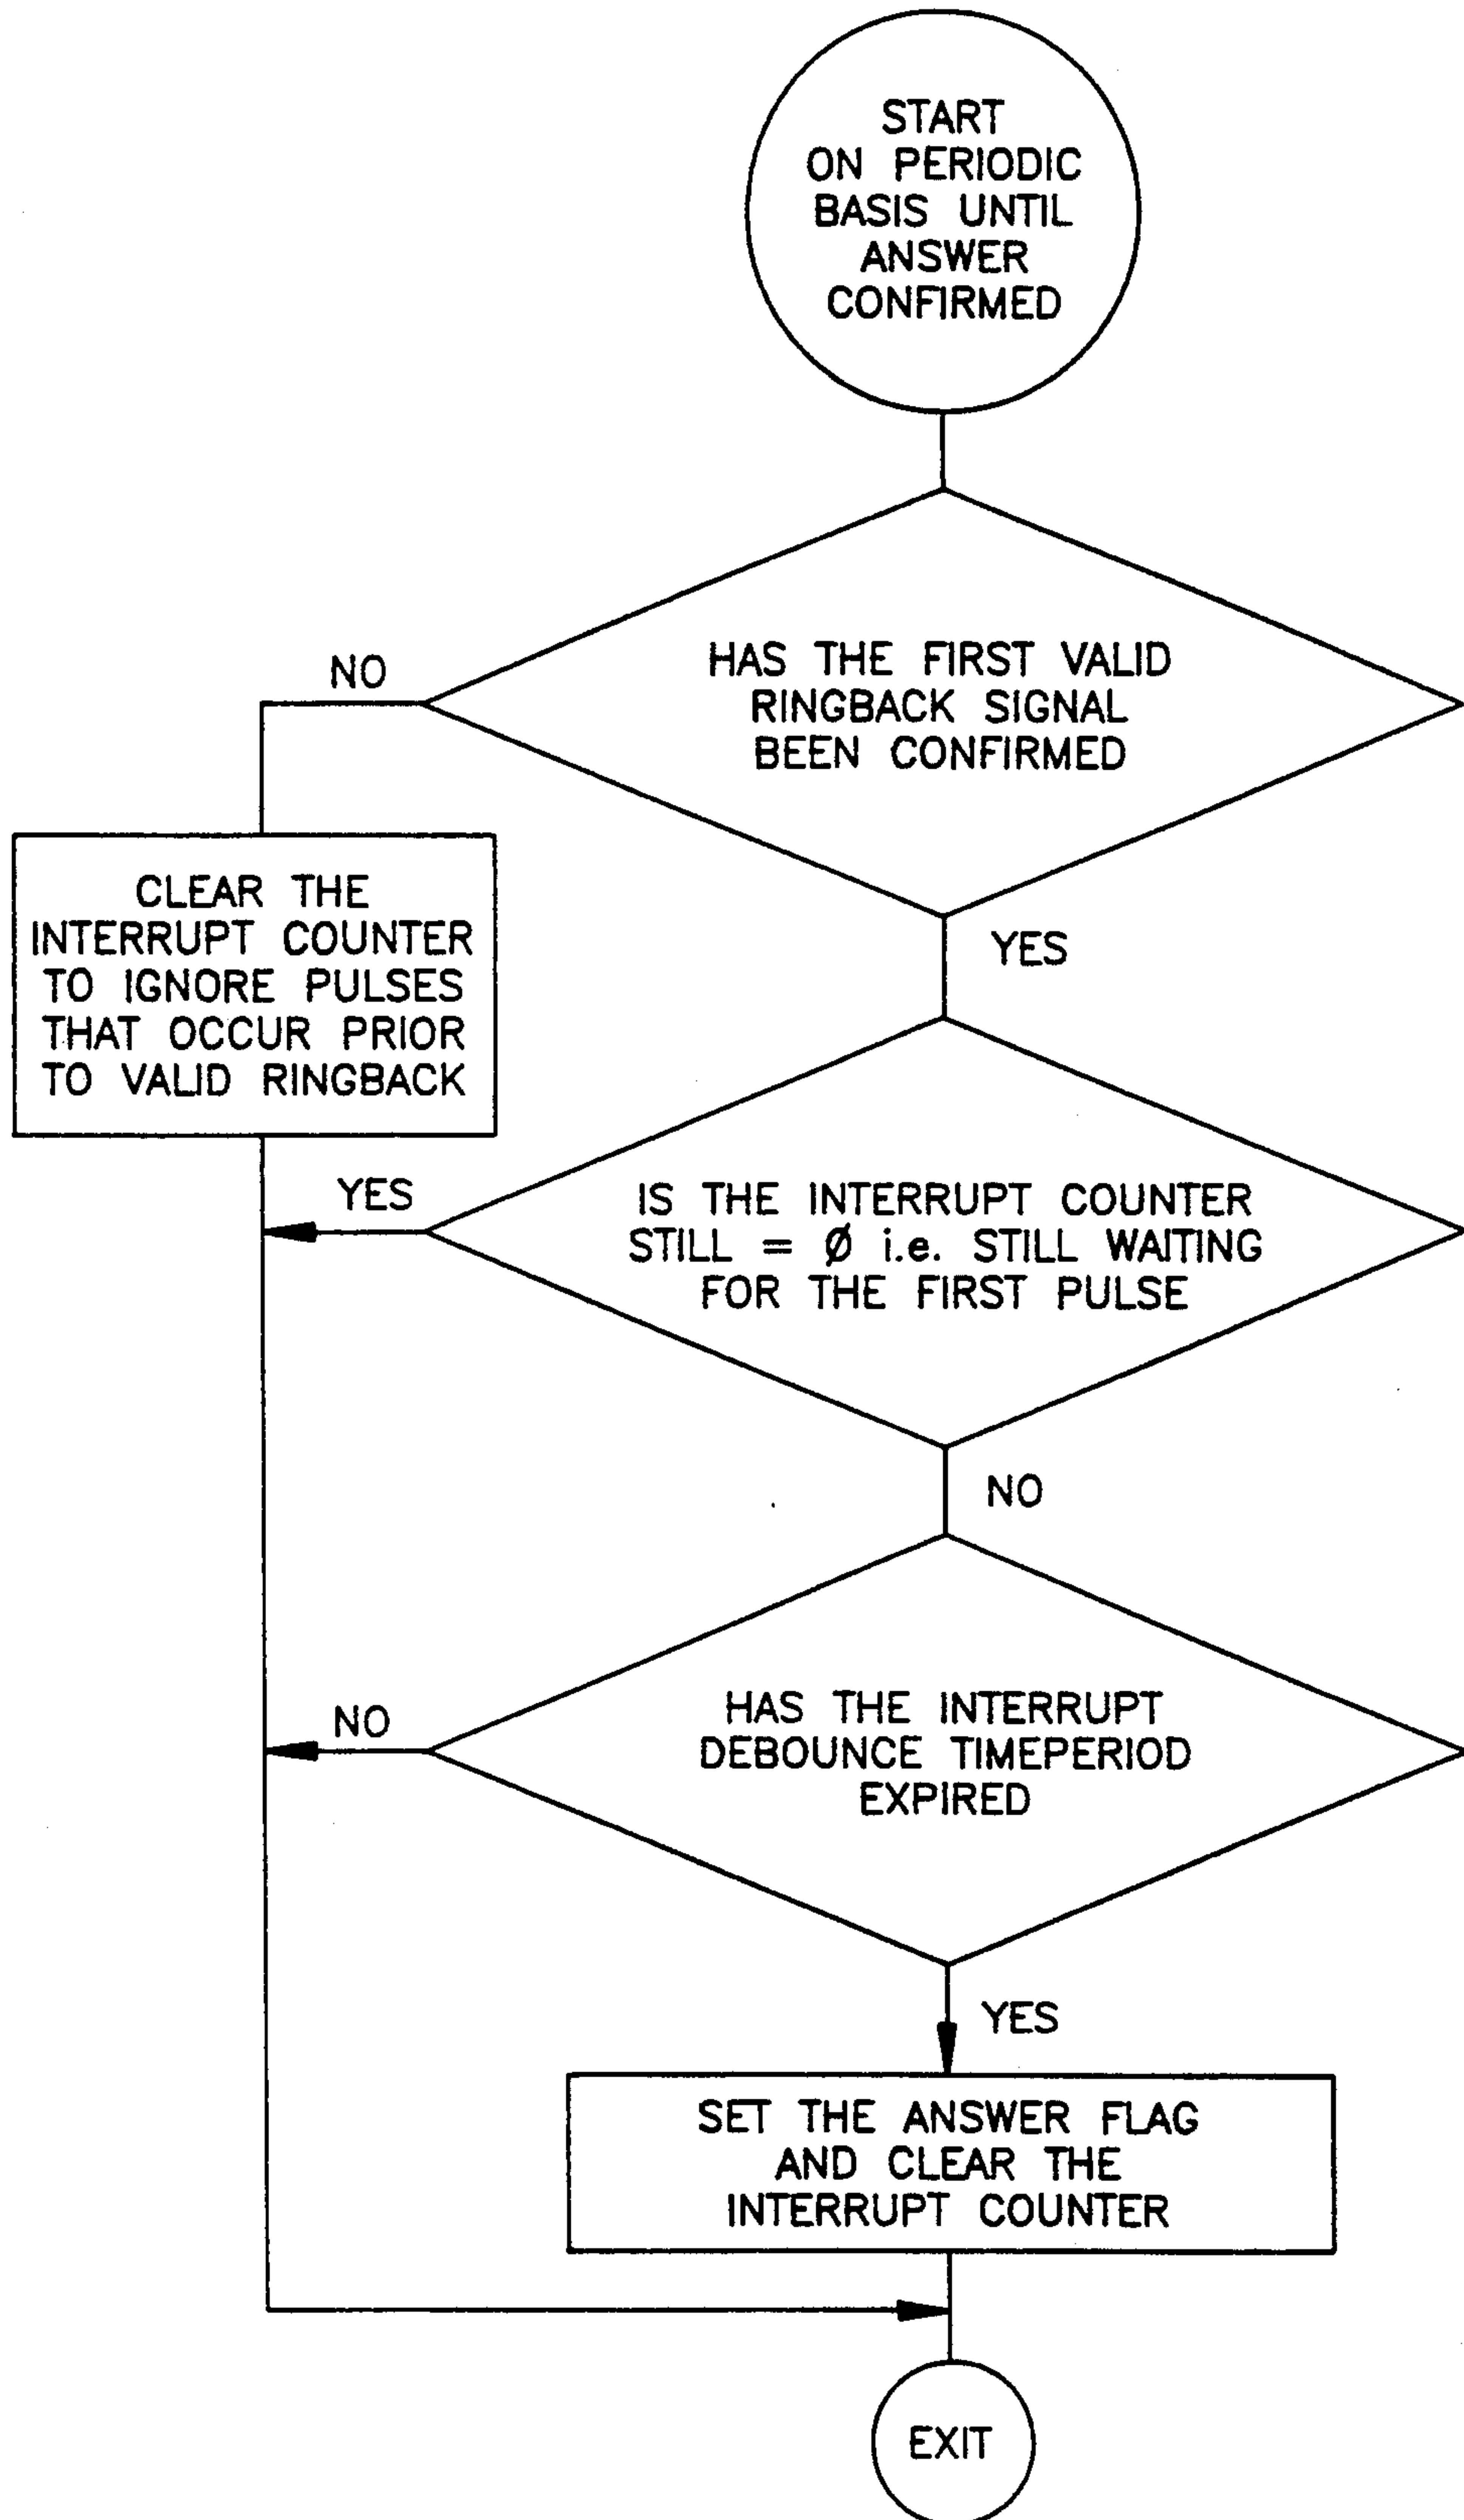 START
ON PERIODIC
BASIS UNTIL
ANSWER
CONFIRMED
HAS THE FIRST VALID
RINGBACK SIGNAL
BEEN CONFIRMED
NO
YES
CLEAR THE
INTERRUPT COUNTER
TO IGNORE PULSES
THAT OCCUR PRIOR
TO VALID RINGBACK
IS THE INTERRUPT COUNTER
STILL = Ø i.e. STILL WAITING
FOR THE FIRST PULSE
YES
NO
HAS THE INTERRUPT
DEBOUNCE TIMEPERIOD
EXPIRED
NO
YES
SET THE ANSWER FLAG
AND CLEAR THE
INTERRUPT COUNTER
EXIT